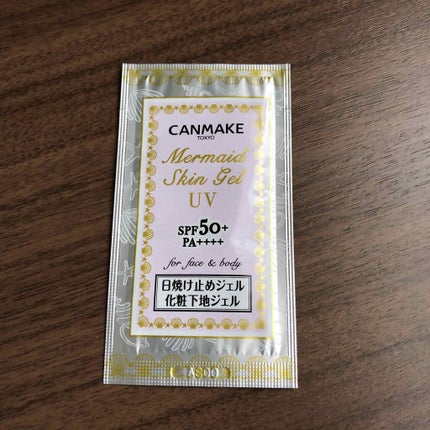 CANMAKE
TOKYO
Mermaid
Skin Gel
UV
SPF50+
PA++++
for face & body
日焼け止めジェル
化粧下地ジェル